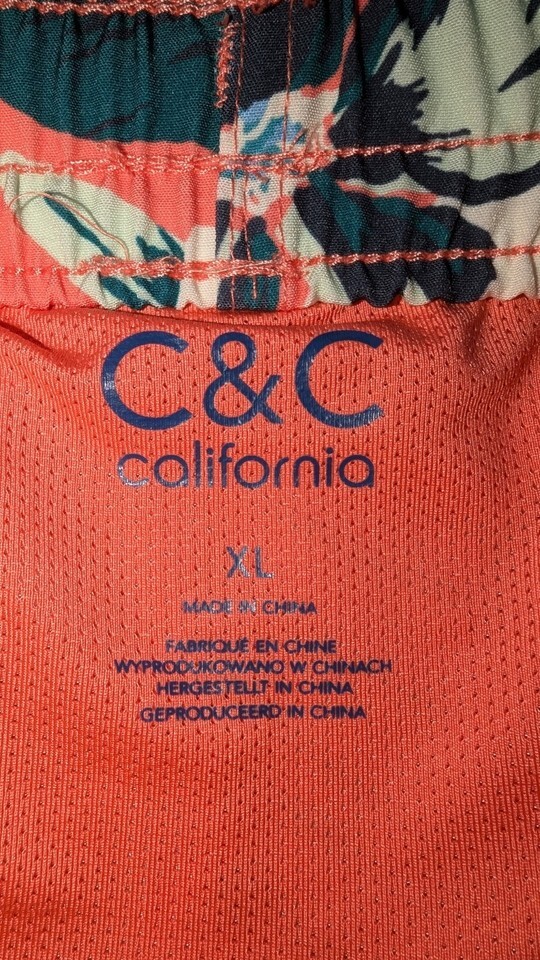 C&C
california
XL
MADE IN CHINA
FABRIQUÉ EN CHINE
WYPRODUKOWANO W CHINACH
HERGESTELLT IN CHINA
GEPRODUCEERD IN CHINA